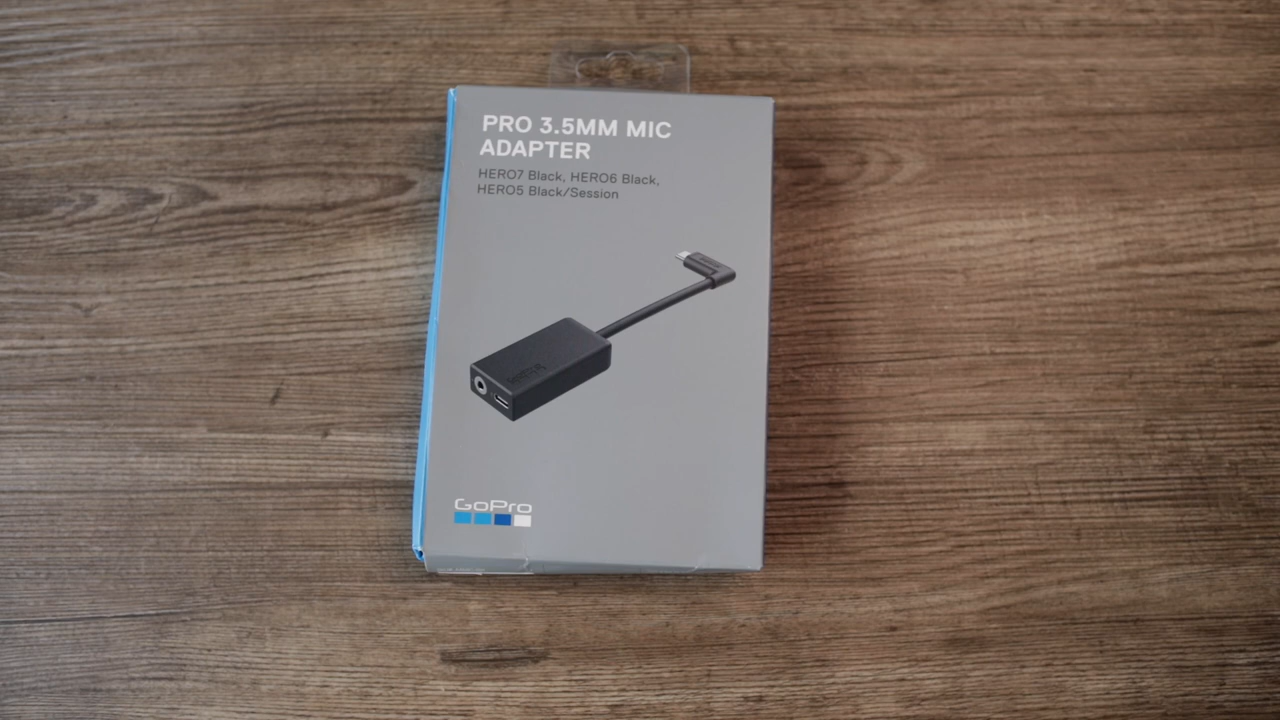 PRO 3.5MM MIC
ADAPTER
HERO7 Black, HERO6 Black,
HERO5 Black/Session
GoPro